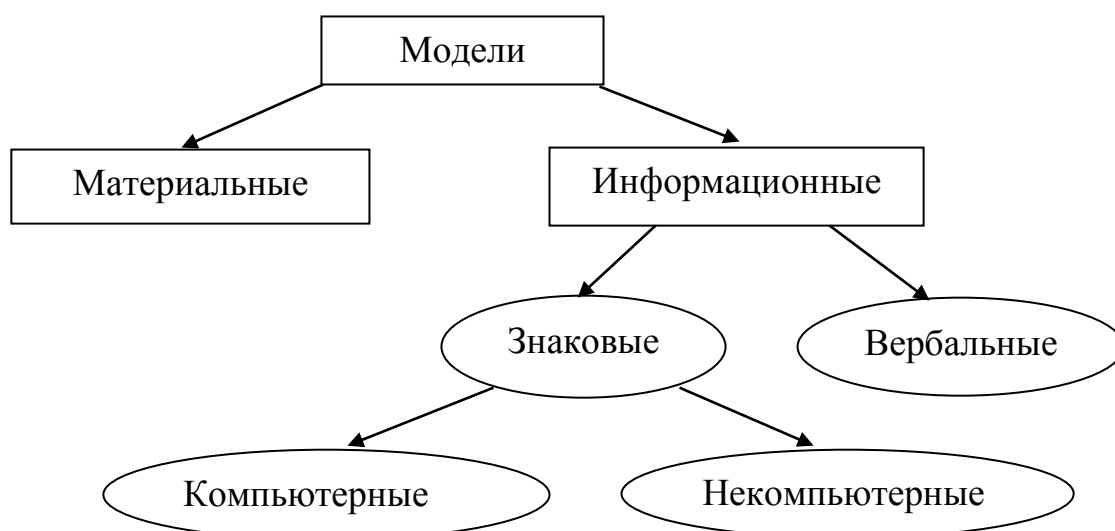 Модели
Материальные
Информационные
Знаковые
Вербальные
Компьютерные
Некомпьютерные